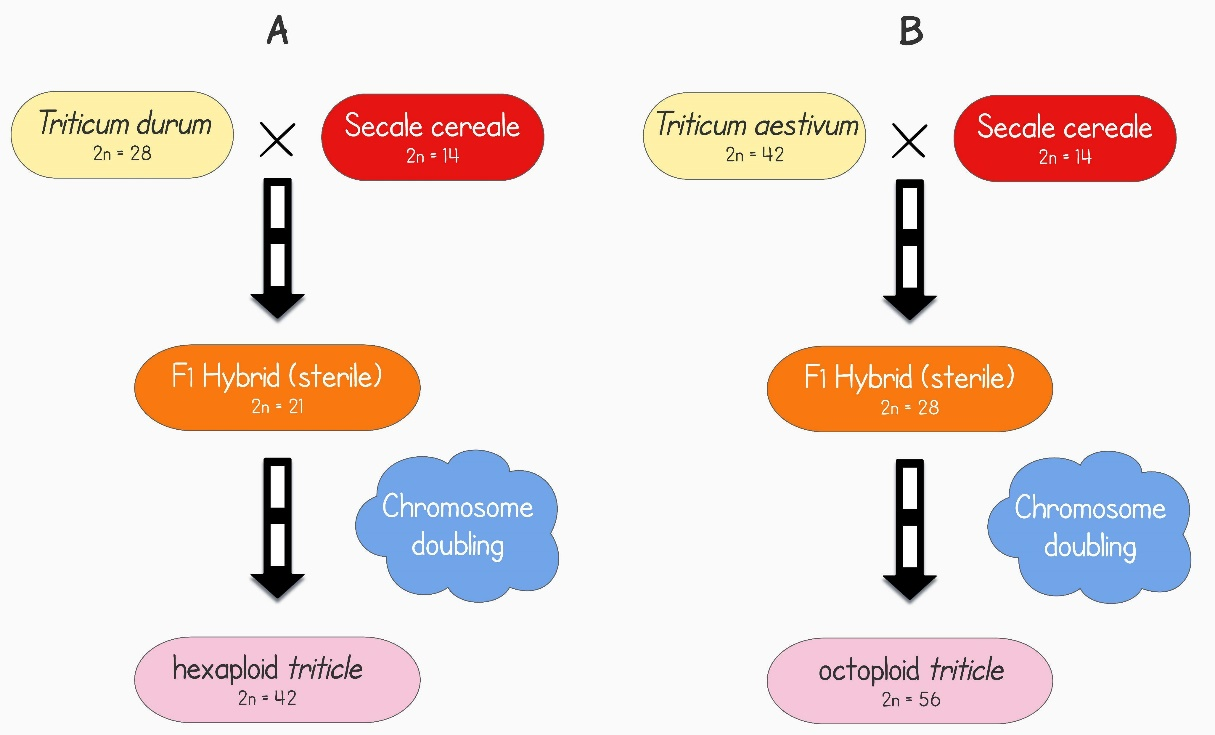 A
Triticum durum
2n = 28
Secale cereale
2n = 14
F1 Hybrid (sterile)
2n = 21
Chromosome
doubling
hexaploid triticle
2n = 42
B
Triticum aestivum
2n = 42
Secale cereale
2n = 14
F1 Hybrid (sterile)
2n = 28
Chromosome
doubling
octoploid triticle
2n = 56